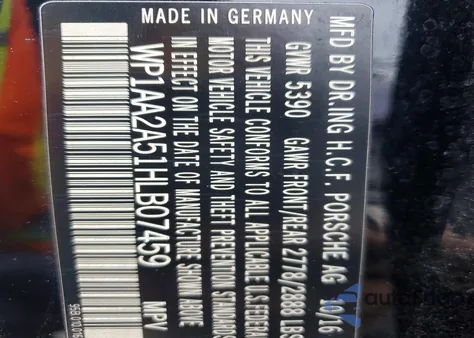 MFD BY DR.ING H.C.F. PORSCHE AG 10/16
GVWR 5390 GAWR FRONT/REAR 2778/2888 LBS
THIS VEHICLE CONFORMS TO ALL APPLICABLE U.S FEDERAL
MOTOR VEHICLE SAFETY AND THEFT PREVENTION STANDARDS
IN EFFECT ON THE DATE OF MANUFACTURE SHOWN ABOVE
WP1AA2A51HLB07459 MPV
MADE IN GERMANY